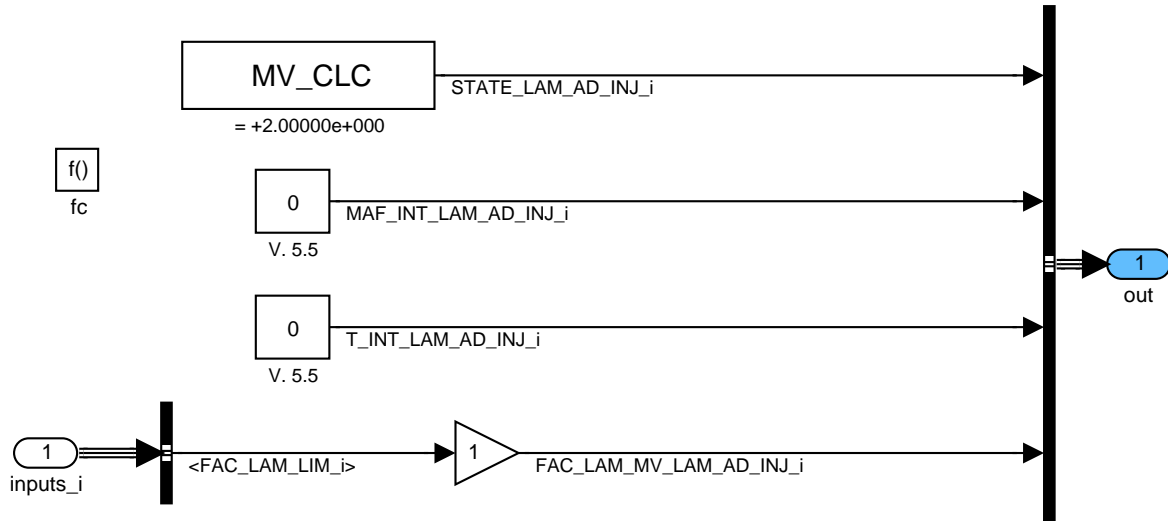 MV_CLC
STATE_LAM_AD_INJ_i
= +2.00000e+000
f()
fc
0
MAF_INT_LAM_AD_INJ_i
V. 5.5
1
out
0
T_INT_LAM_AD_INJ_i
V. 5.5
1
inputs_i
<FAC_LAM_LIM_i>
1
FAC_LAM_MV_LAM_AD_INJ_i